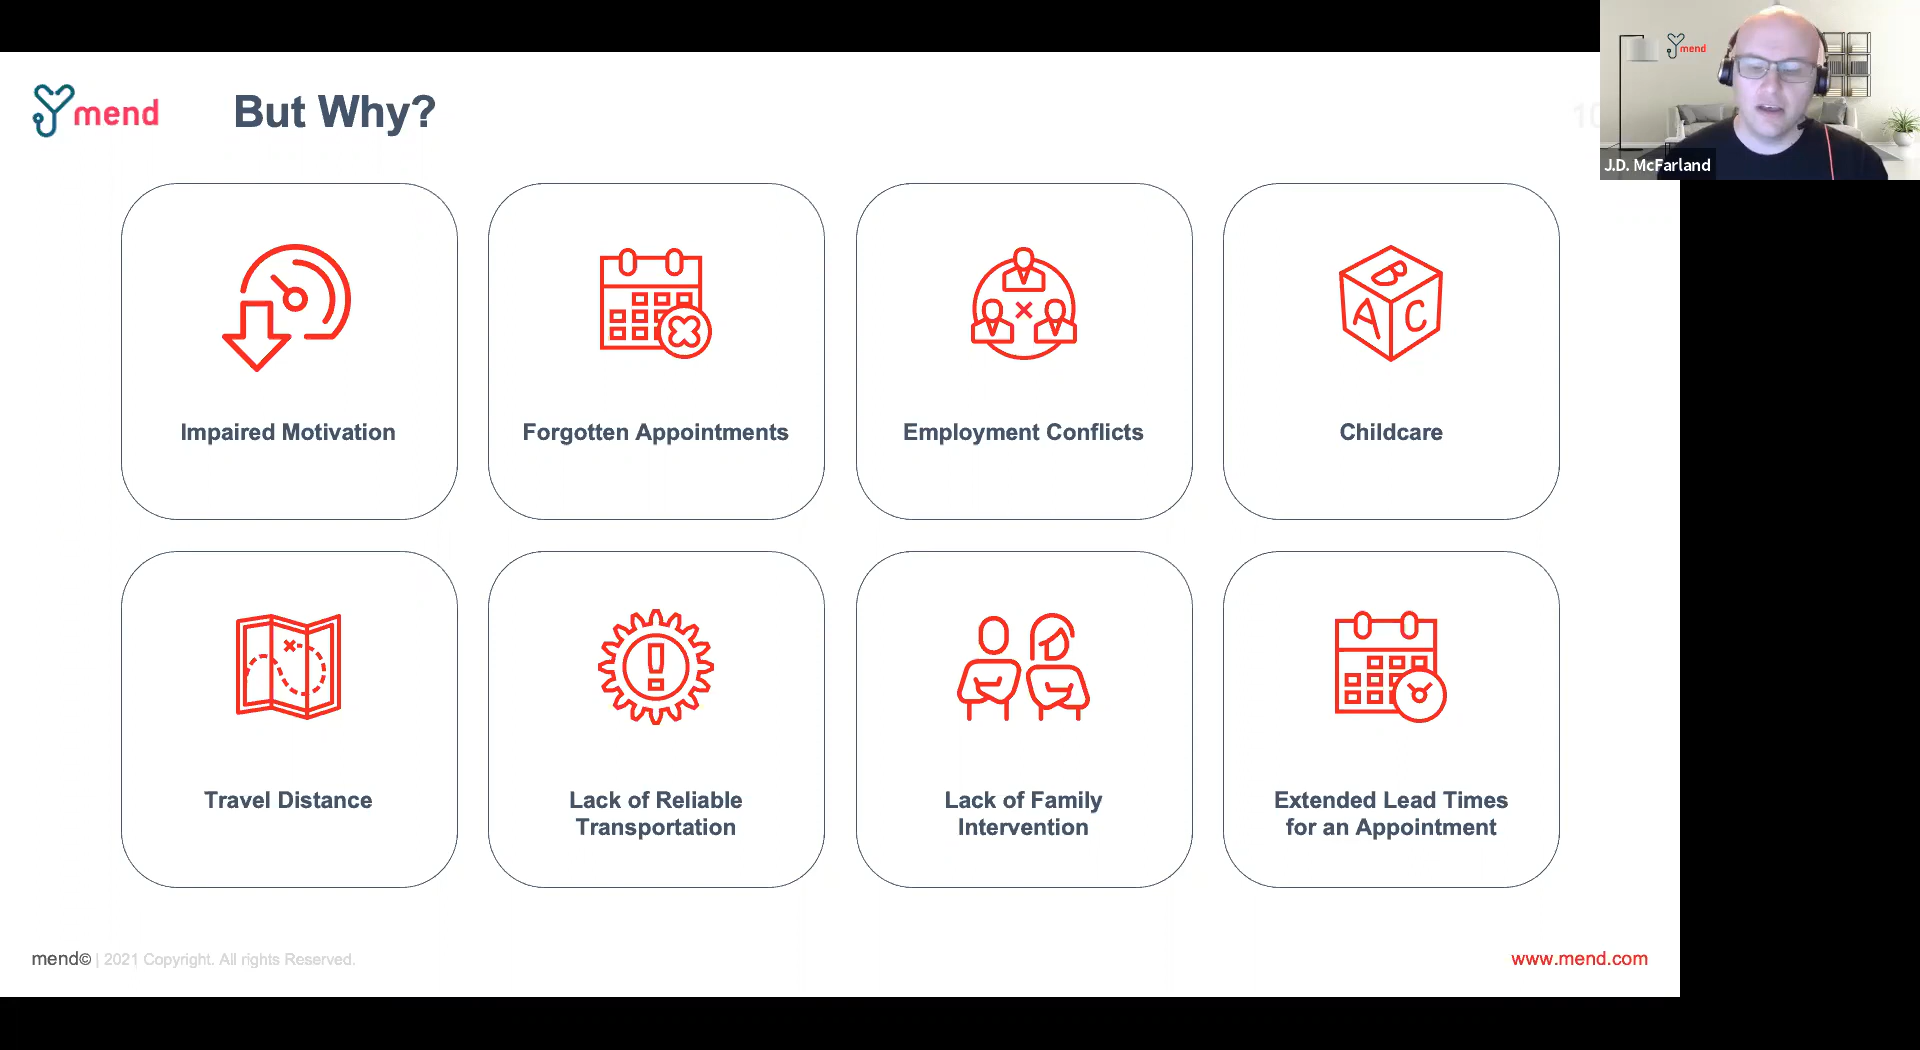 mend
But Why?
10
mend
J.D. McFarland
Impaired Motivation
Forgotten Appointments
Employment Conflicts
Childcare
A B C
Travel Distance
Lack of Reliable
Transportation
Lack of Family
Intervention
Extended Lead Times
for an Appointment
mend© | 2021 Copyright. All rights Reserved.
www.mend.com